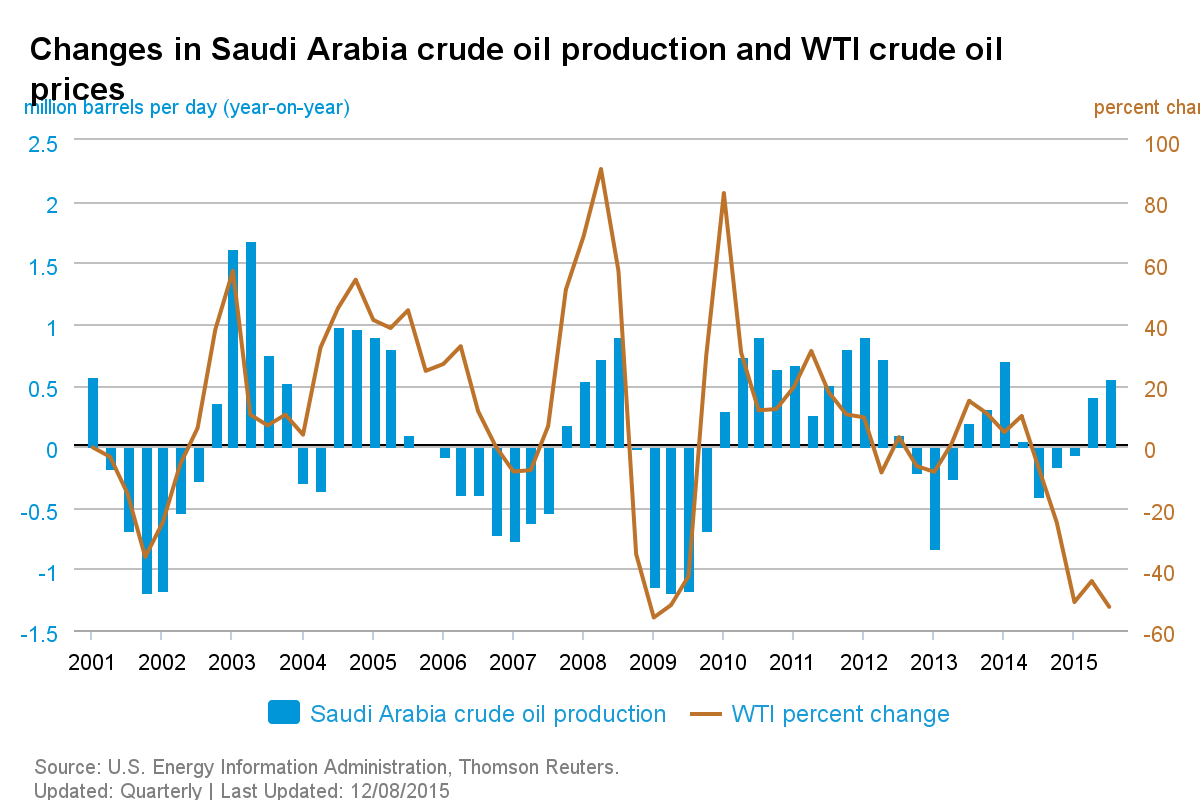 Changes in Saudi Arabia crude oil production and WTI crude oil
prices
million barrels per day (year-on-year)
percent
2.5 100
2 80
1.5 60
1 40
0.5 20
0 0
-0.5 -20
-1 -40
-1.5 -60
2001 2002 2003 2004 2005 2006 2007 2008 2009 2010 2011 2012 2013 2014 2015
Saudi Arabia crude oil production WTI percent change
Source: U.S. Energy Information Administration, Thomson Reuters.
Updated: Quarterly | Last Updated: 12/08/2015